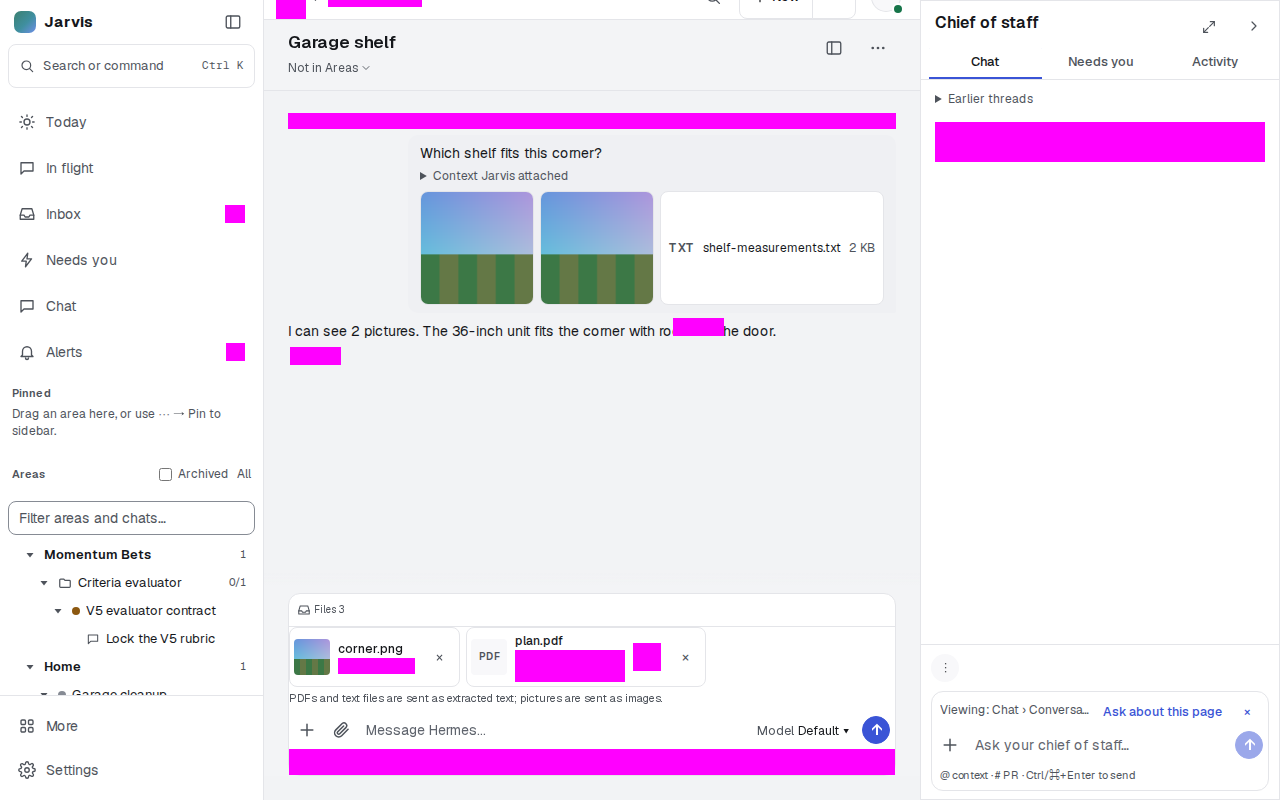 Jarvis
Search or command Ctrl K
Today
In flight
Inbox
Needs you
Chat
Alerts
Pinned
Drag an area here, or use ··· → Pin to
sidebar.
Areas Archived All
Filter areas and chats…
Momentum Bets 1
Criteria evaluator 0/1
V5 evaluator contract
Lock the V5 rubric
Home 1
Garage cleanup
More
Settings
Garage shelf
Not in Areas
Which shelf fits this corner?
Context Jarvis attached
TXT shelf-measurements.txt 2 KB
I can see 2 pictures. The 36-inch unit fits the corner with he door.
Files 3
corner.png
PDF plan.pdf
PDFs and text files are sent as extracted text; pictures are sent as images.
Message Hermes…
Model Default
Chief of staff
Chat Needs you Activity
Earlier threads
Viewing: Chat › Conversa… Ask about this page ×
Ask your chief of staff…
@ context · # PR · Ctrl/⌘+Enter to send